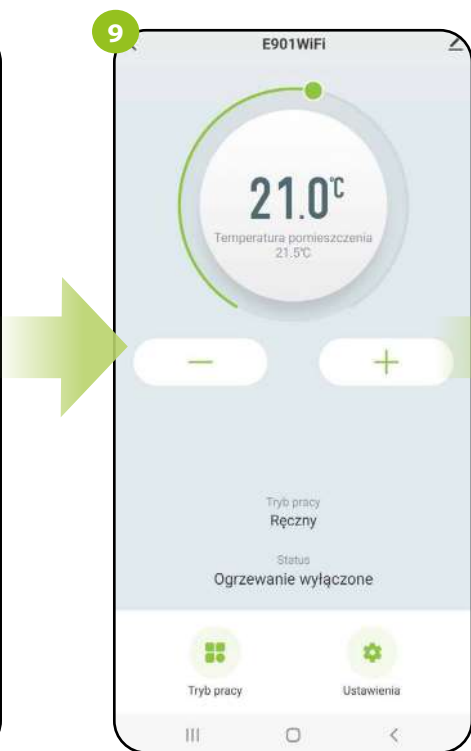 9
E901WiFi
21.0°C
Temperatura pomieszczenia
21.5°C
Tryb pracy
Ręczny
Status
Ogrzewanie wyłączone
Tryb pracy
Ustawienia